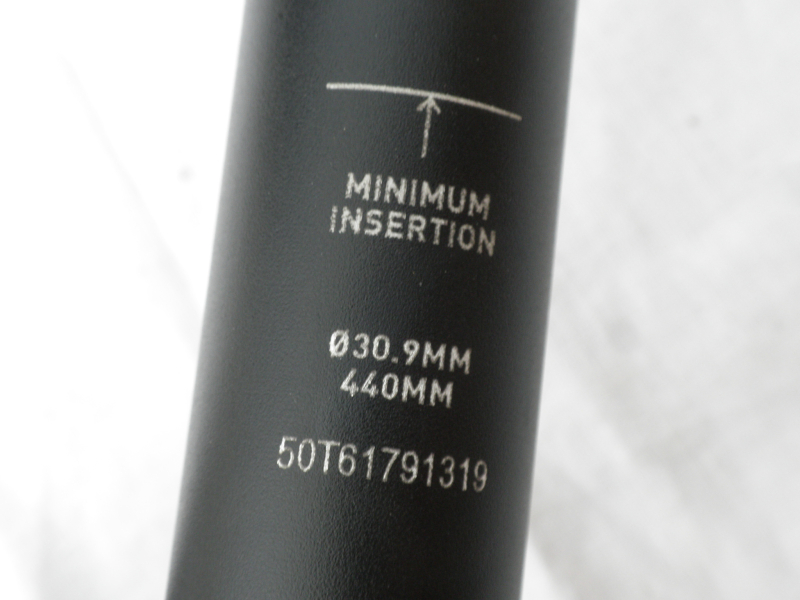 MINIMUM
INSERTION
Ø30.9MM
440MM
50T61791319